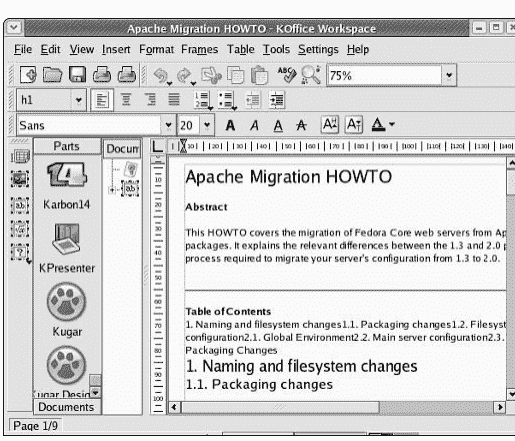 Apache Migration HOWTO - KOffice Workspace
File Edit View Insert Format Frames Table Tools Settings Help
75%
h1
Sans 20 A A A A
Parts
Docum
Karbon14
KPresenter
Kugar
Kugar Desig
Documents
Apache Migration HOWTO
Abstract
This HOWTO covers the migration of Fedora Core web servers from Ap
packages. It explains the relevant differences between the 1.3 and 2.0 p
process required to migrate your server's configuration from 1.3 to 2.0.
Table of Contents
1. Naming and filesystem changes1.1. Packaging changes1.2. Filesyst
configuration2.1. Global Environment2.2. Main server configuration2.3.
Packaging Changes
1. Naming and filesystem changes
1.1. Packaging changes
Page 1/9